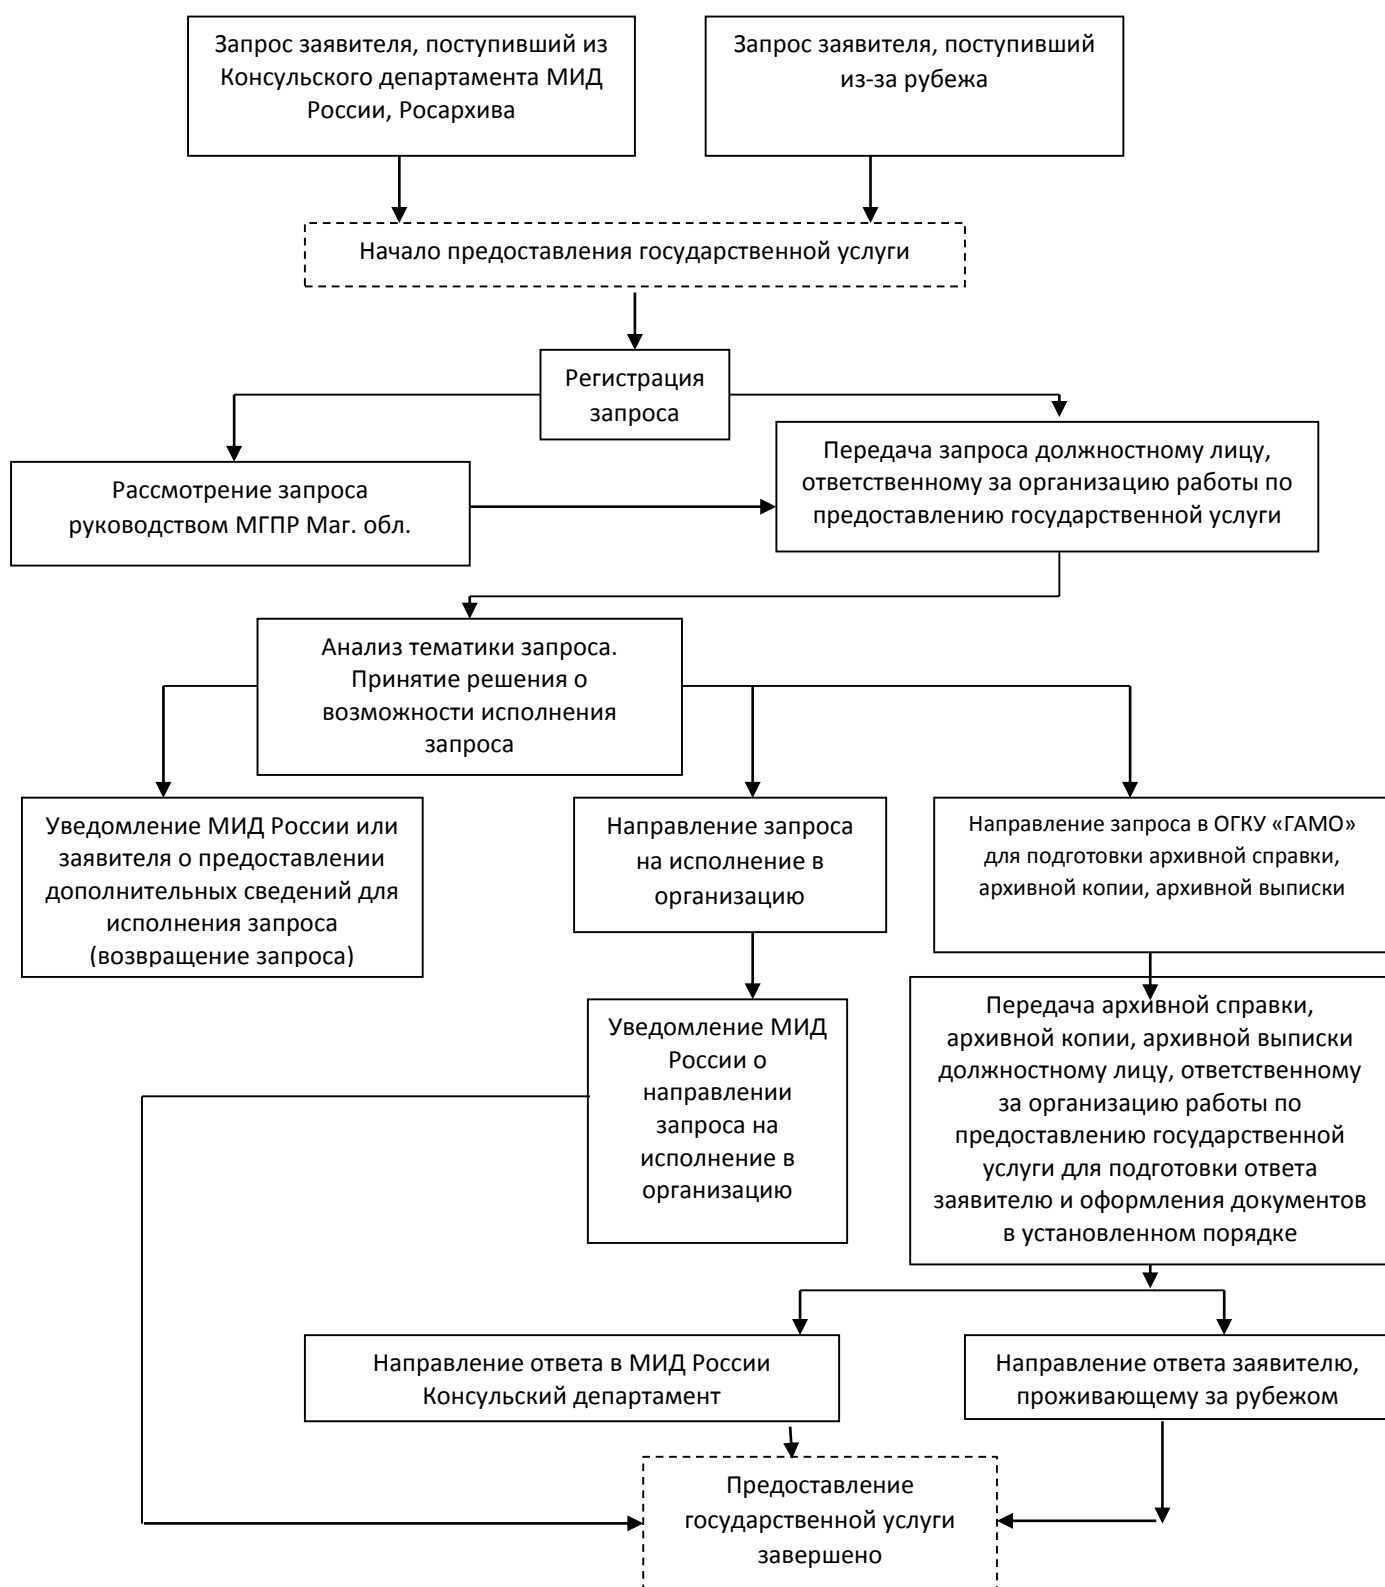 Запрос заявителя, поступивший из
Консульского департамента МИД
России, Росархива
Запрос заявителя, поступивший
из-за рубежа
Начало предоставления государственной услуги
Регистрация
запроса
Передача запроса должностному лицу,
ответственному за организацию работы по
предоставлению государственной услуги
Рассмотрение запроса
руководством МГПР Маг. обл.
Анализ тематики запроса.
Принятие решения о
возможности исполнения
запроса
Уведомление МИД России или
заявителя о предоставлении
дополнительных сведений для
исполнения запроса
(возвращение запроса)
Направление запроса
на исполнение в
организацию
Направление запроса в ОГКУ «ГАМО»
для подготовки архивной справки,
архивной копии, архивной выписки
Уведомление МИД
России о
направлении
запроса на
исполнение в
организацию
Передача архивной справки,
архивной копии, архивной выписки
должностному лицу, ответственному
за организацию работы по
предоставлению государственной
услуги для подготовки ответа
заявителю и оформления документов
в установленном порядке
Направление ответа в МИД России
Консульский департамент
Направление ответа заявителю,
проживающему за рубежом
Предоставление
государственной услуги
завершено